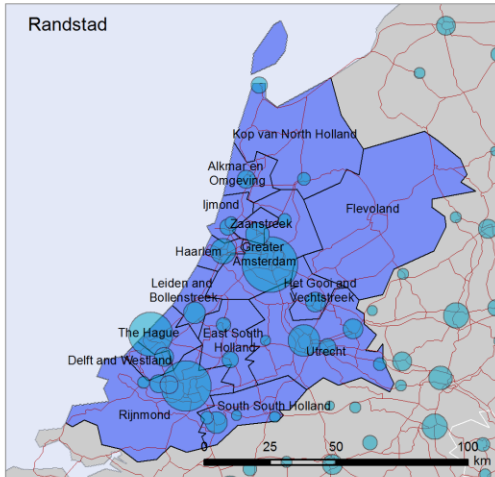 Randstad
Kop van North Holland
Alkmar en
Omgeving
Ijmond
Flevoland
Zaanstreek
Haarlem
Greater
Amsterdam
Leiden and
Bollenstreek
Het Gooi and
Vechtstreek
The Hague
East South
Holland
Utrecht
Delft and Westland
Rijnmond
South South Holland
0 25 50 100
km